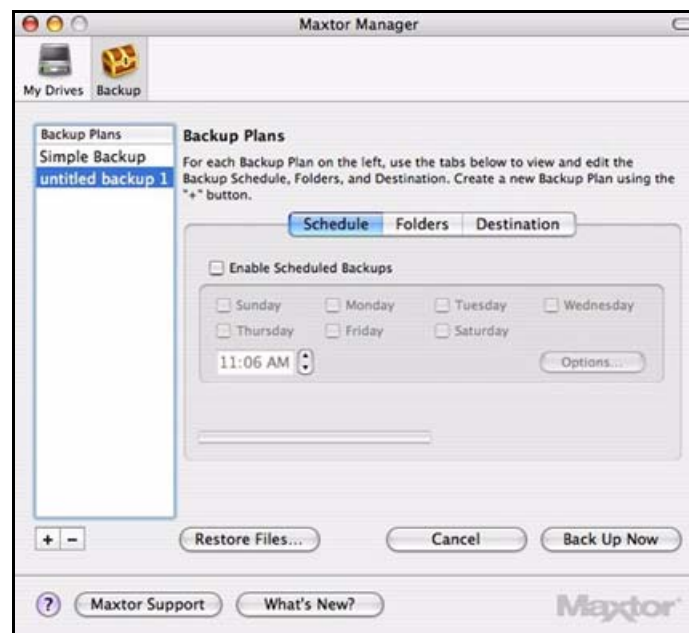 Maxtor Manager
My Drives Backup
Backup Plans
Simple Backup
untitled backup 1
Backup Plans
For each Backup Plan on the left, use the tabs below to view and edit the
Backup Schedule, Folders, and Destination. Create a new Backup Plan using the
"+" button.
Schedule Folders Destination
Enable Scheduled Backups
Sunday Monday Tuesday Wednesday
Thursday Friday Saturday
11:06 AM Options...
+ − Restore Files... Cancel Back Up Now
? Maxtor Support What's New? Maxtor